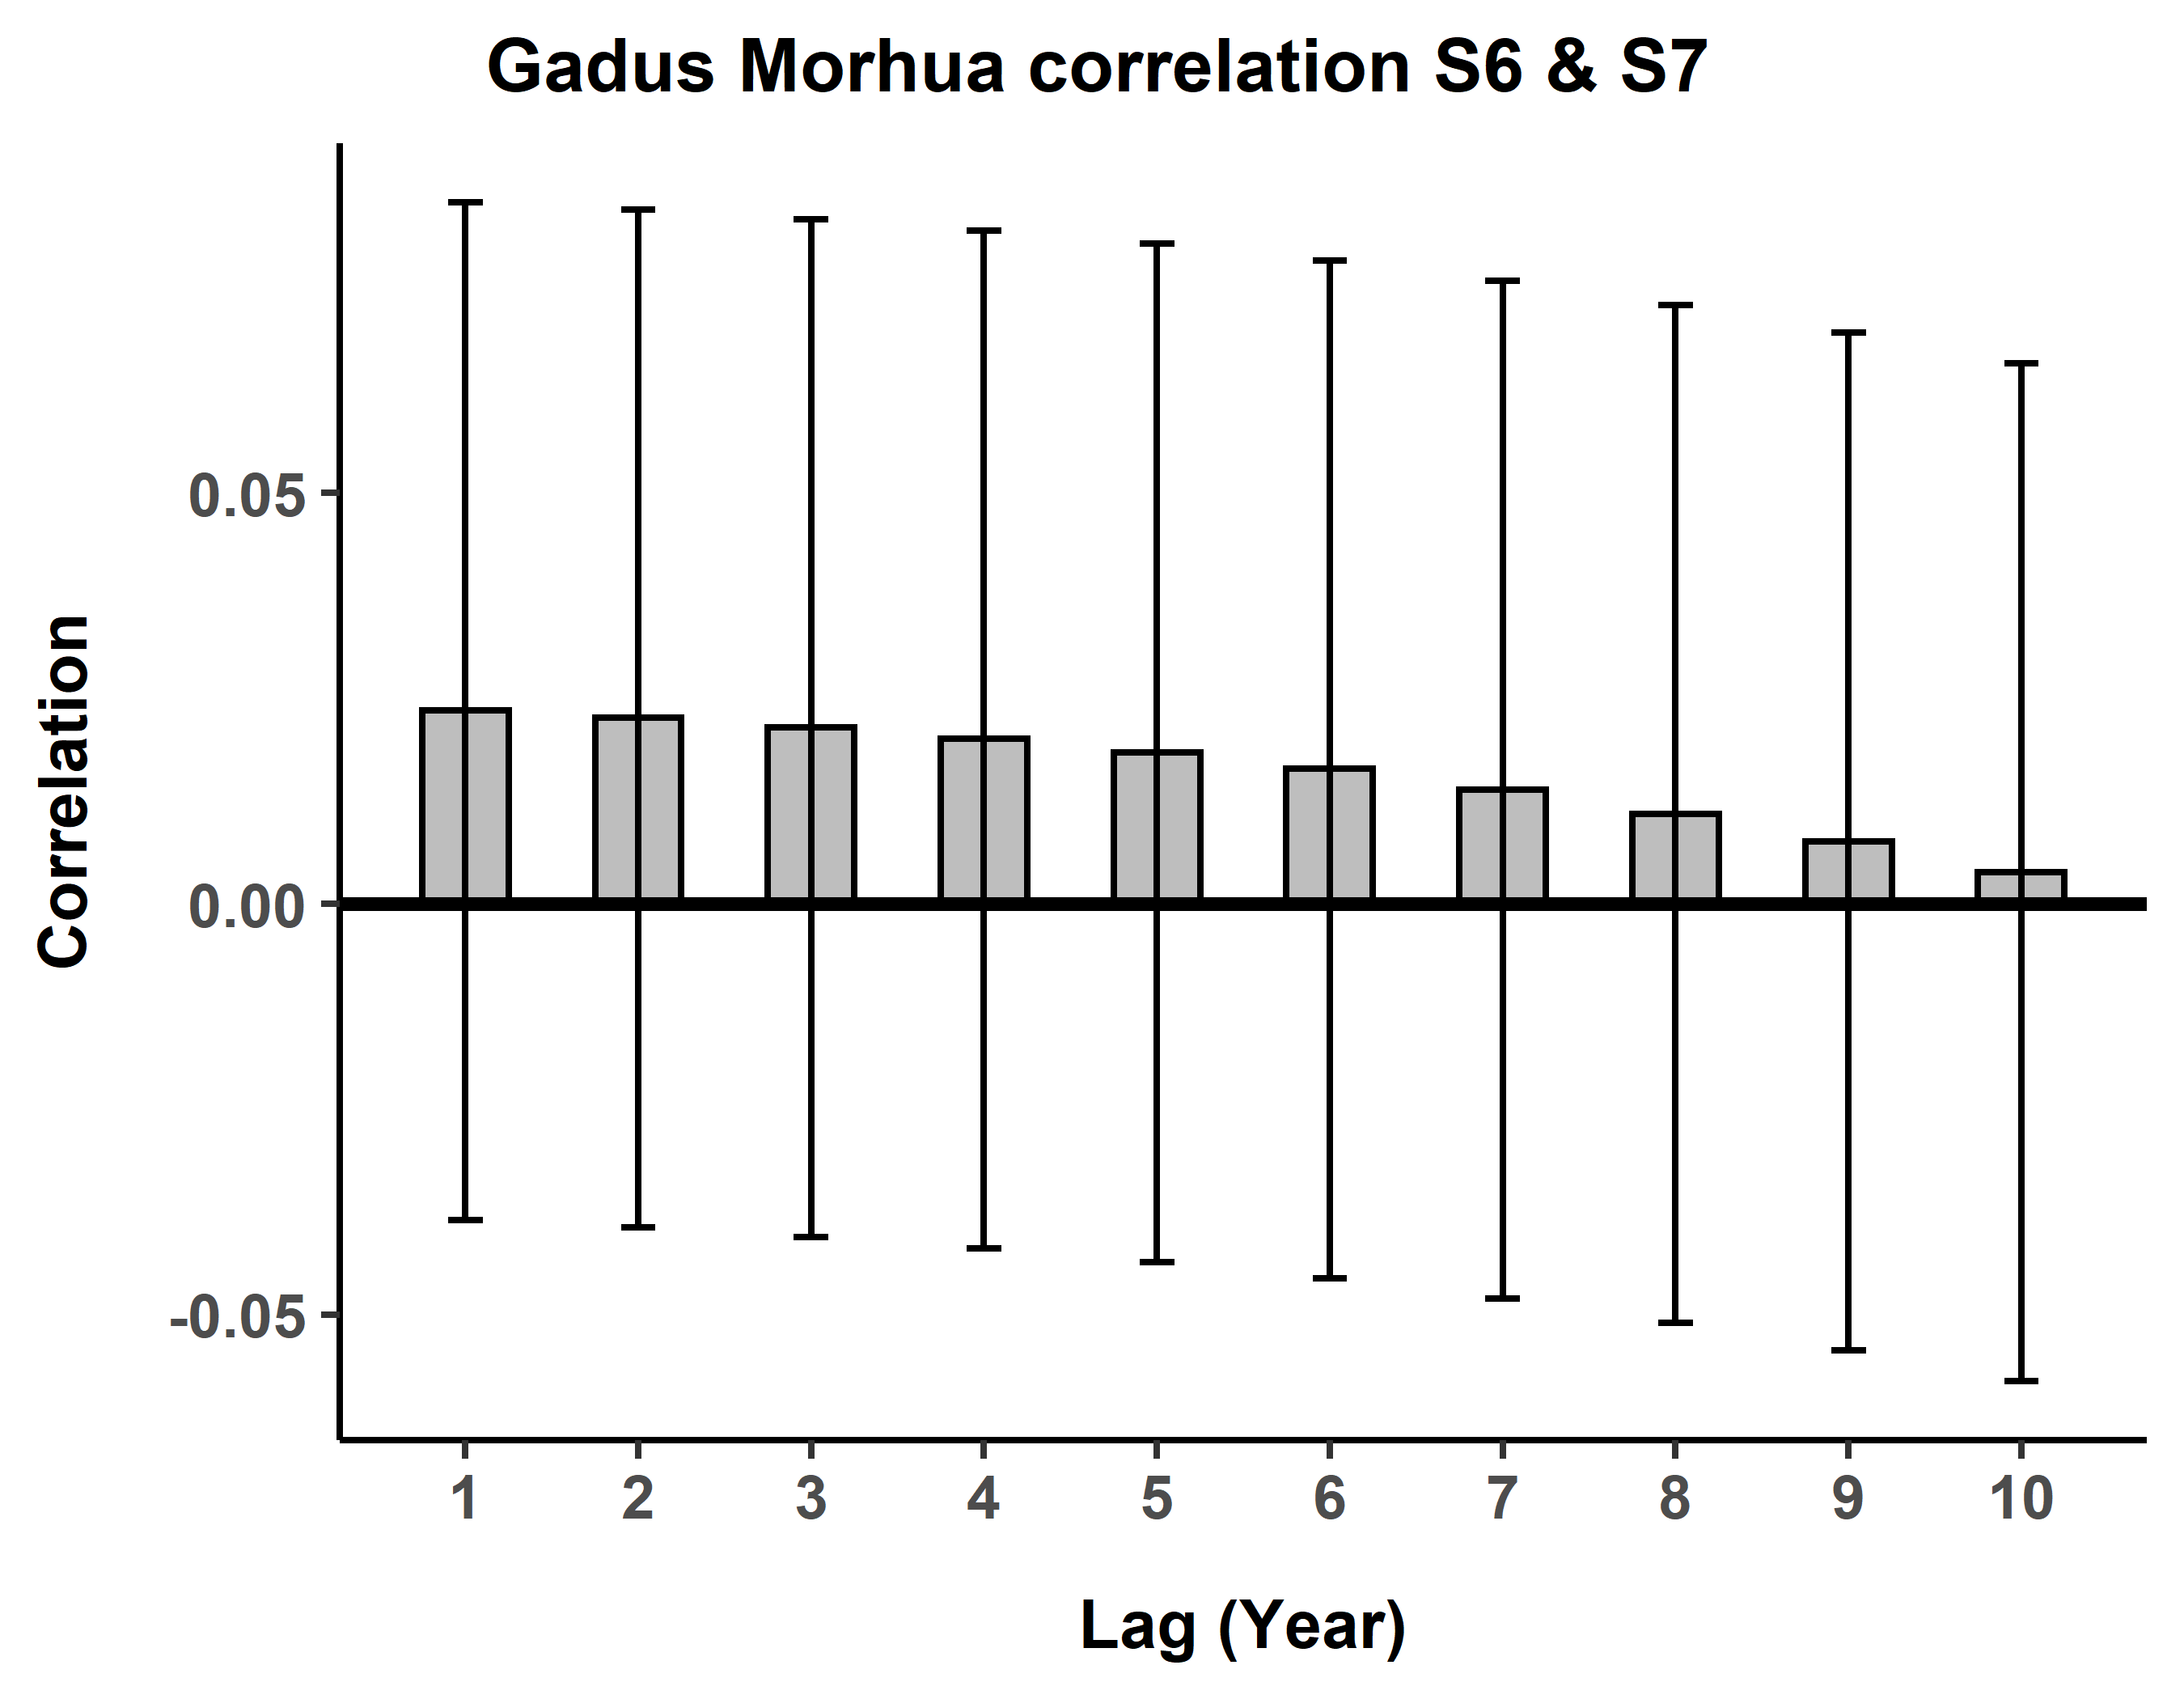 Gadus Morhua correlation S6 & S7
Correlation
0.05
0.00
-0.05
1 2 3 4 5 6 7 8 9 10
Lag (Year)